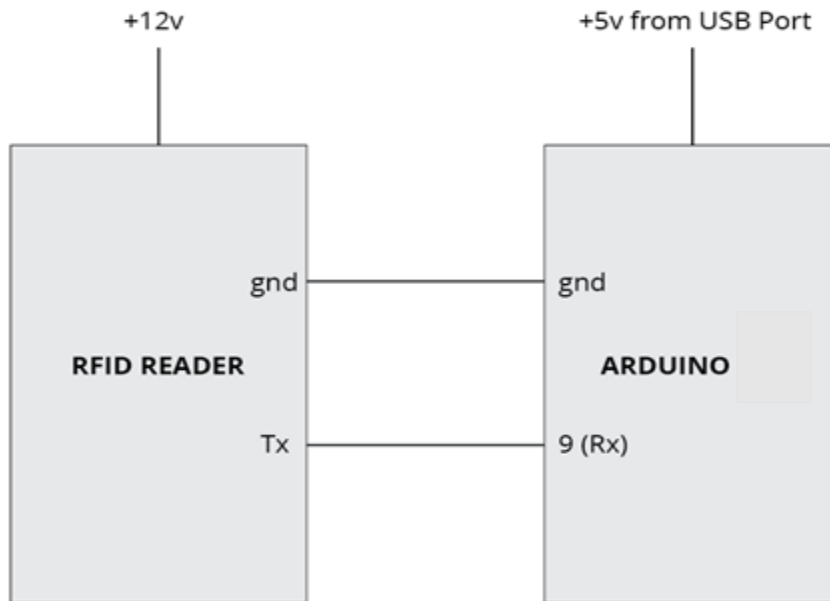 +12v
+5v from USB Port
gnd
gnd
RFID READER
ARDUINO
Tx
9 (Rx)